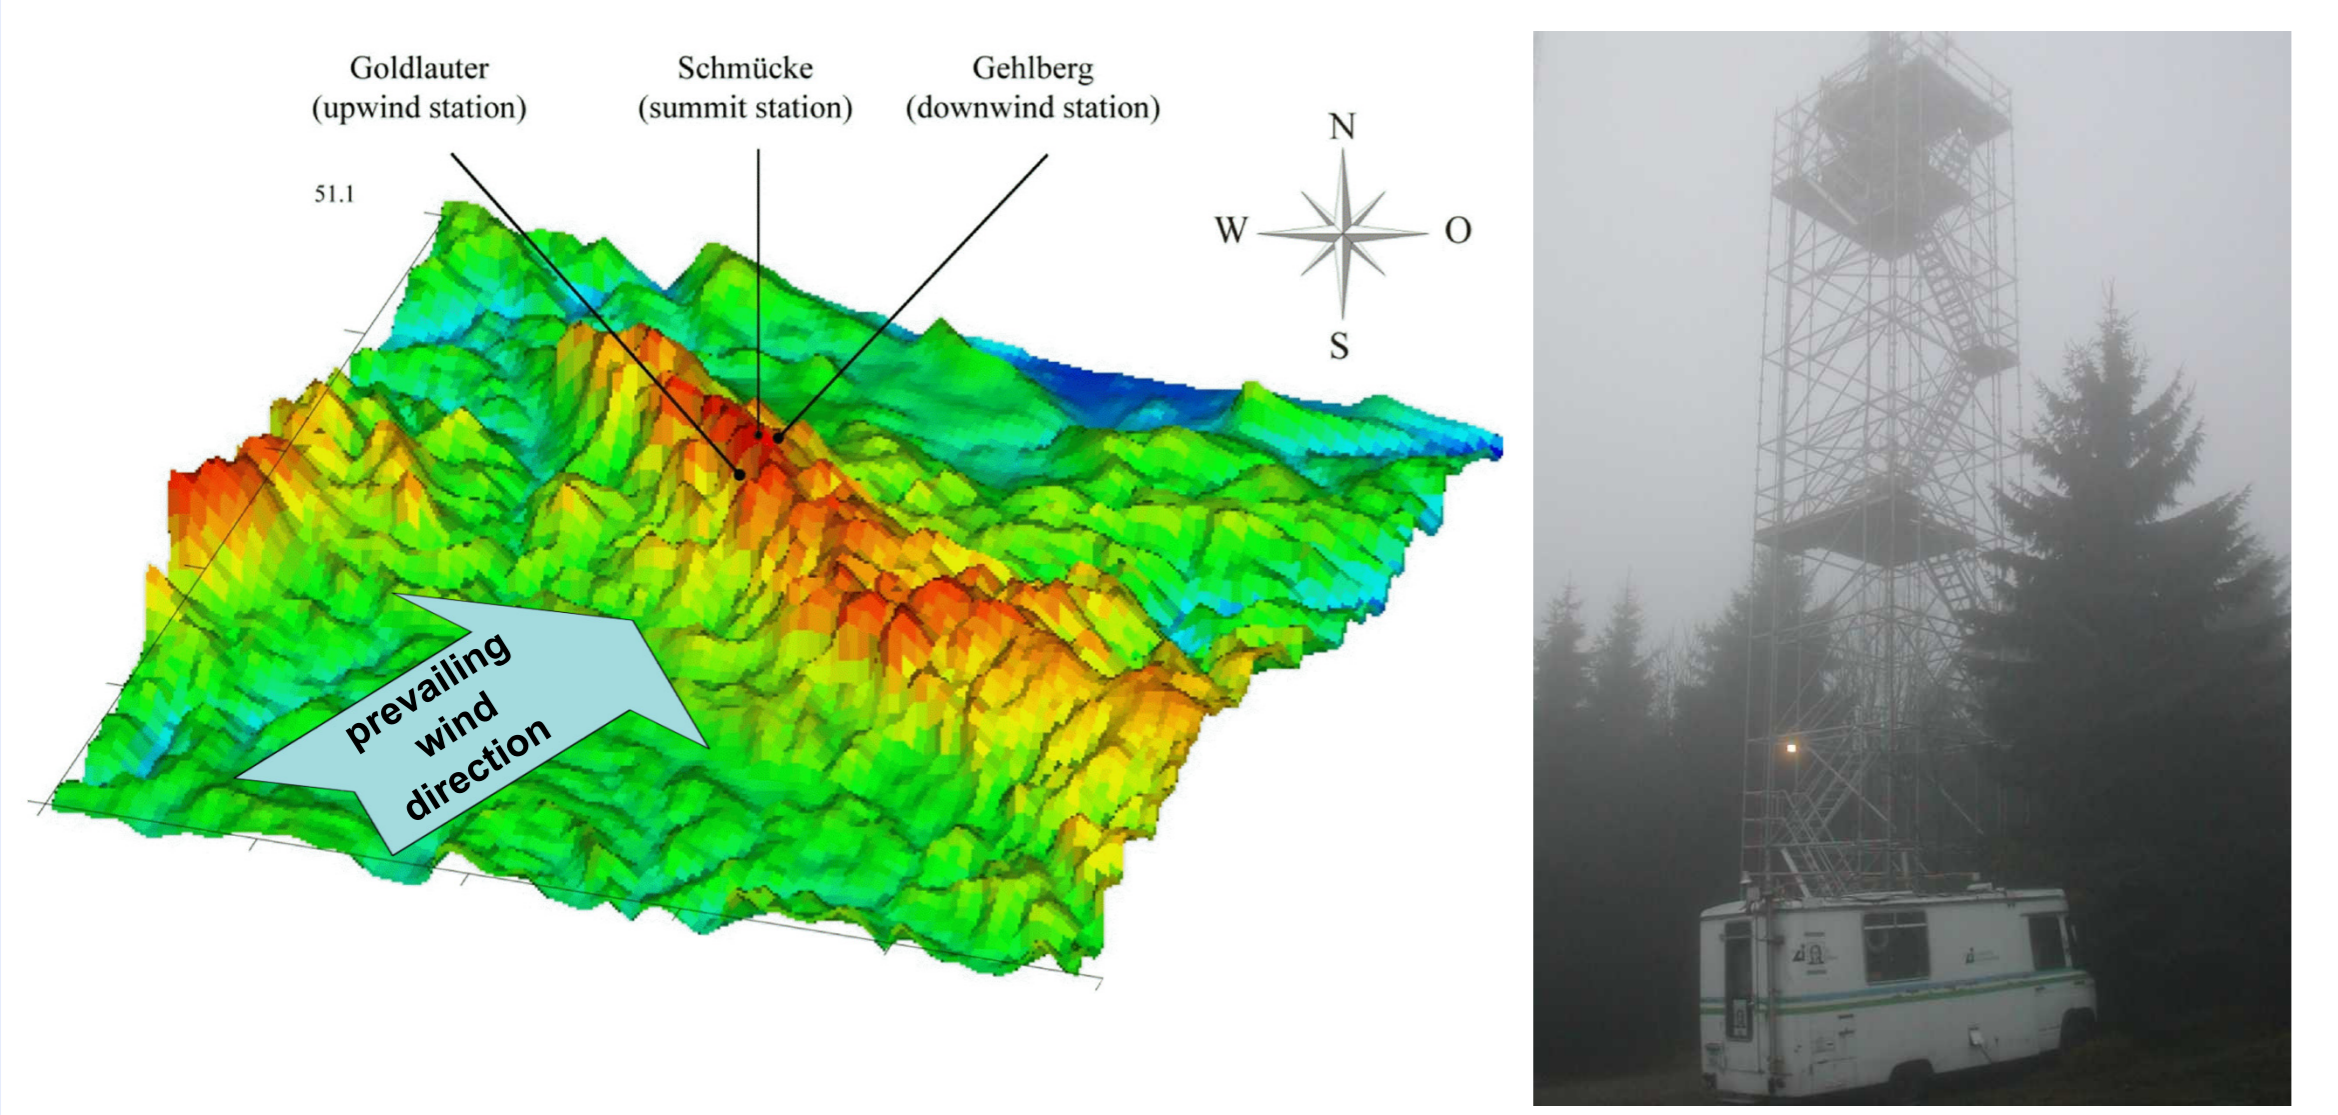 Goldlauter
(upwind station)
Schmücke
(summit station)
Gehlberg
(downwind station)
51.1
N
W
O
S
prevailing
wind
direction